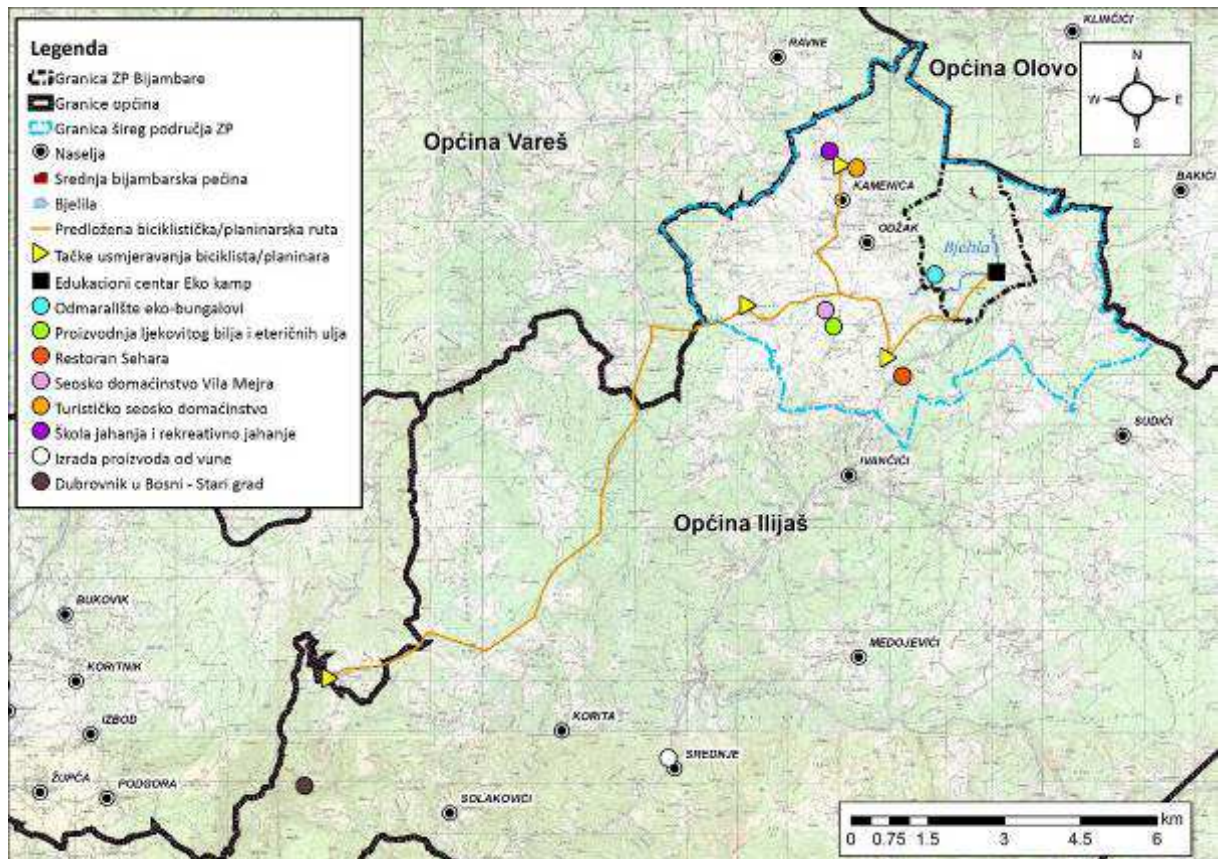 Legenda
Granica ZP Bijambare
Granice općina
Granica šireg područja ZP
Naselja
Srednja bijambarska pećina
Bjelila
Predložena biciklistička/planinarska ruta
Tačke usmjeravanja biciklista/planinara
Edukacioni centar Eko kamp
Odmaralište eko-bungalovi
Proizvodnja ljekovitog bilja i eteričnih ulja
Restoran Sehara
Seosko domaćinstvo Vila Mejra
Turističko seosko domaćinstvo
Škola jahanja i rekreativno jahanje
Izrada proizvoda od vune
Dubrovnik u Bosni - Stari grad
KLINČIĆI
RAVNE
Općina Olovo
N
W E
S
Općina Vareš
BAKIĆI
KAMENICA
ODŽAK
Bjelila
SUDIĆI
IVANČIĆI
Općina Ilijaš
BUKOVIK
MEDOJEVIĆI
KORITNIK
IZBOD
KORITA
SREDNJE
ŽUPČA
PODGORA
SOLAKOVIĆI
km
0 0.75 1.5 3 4.5 6